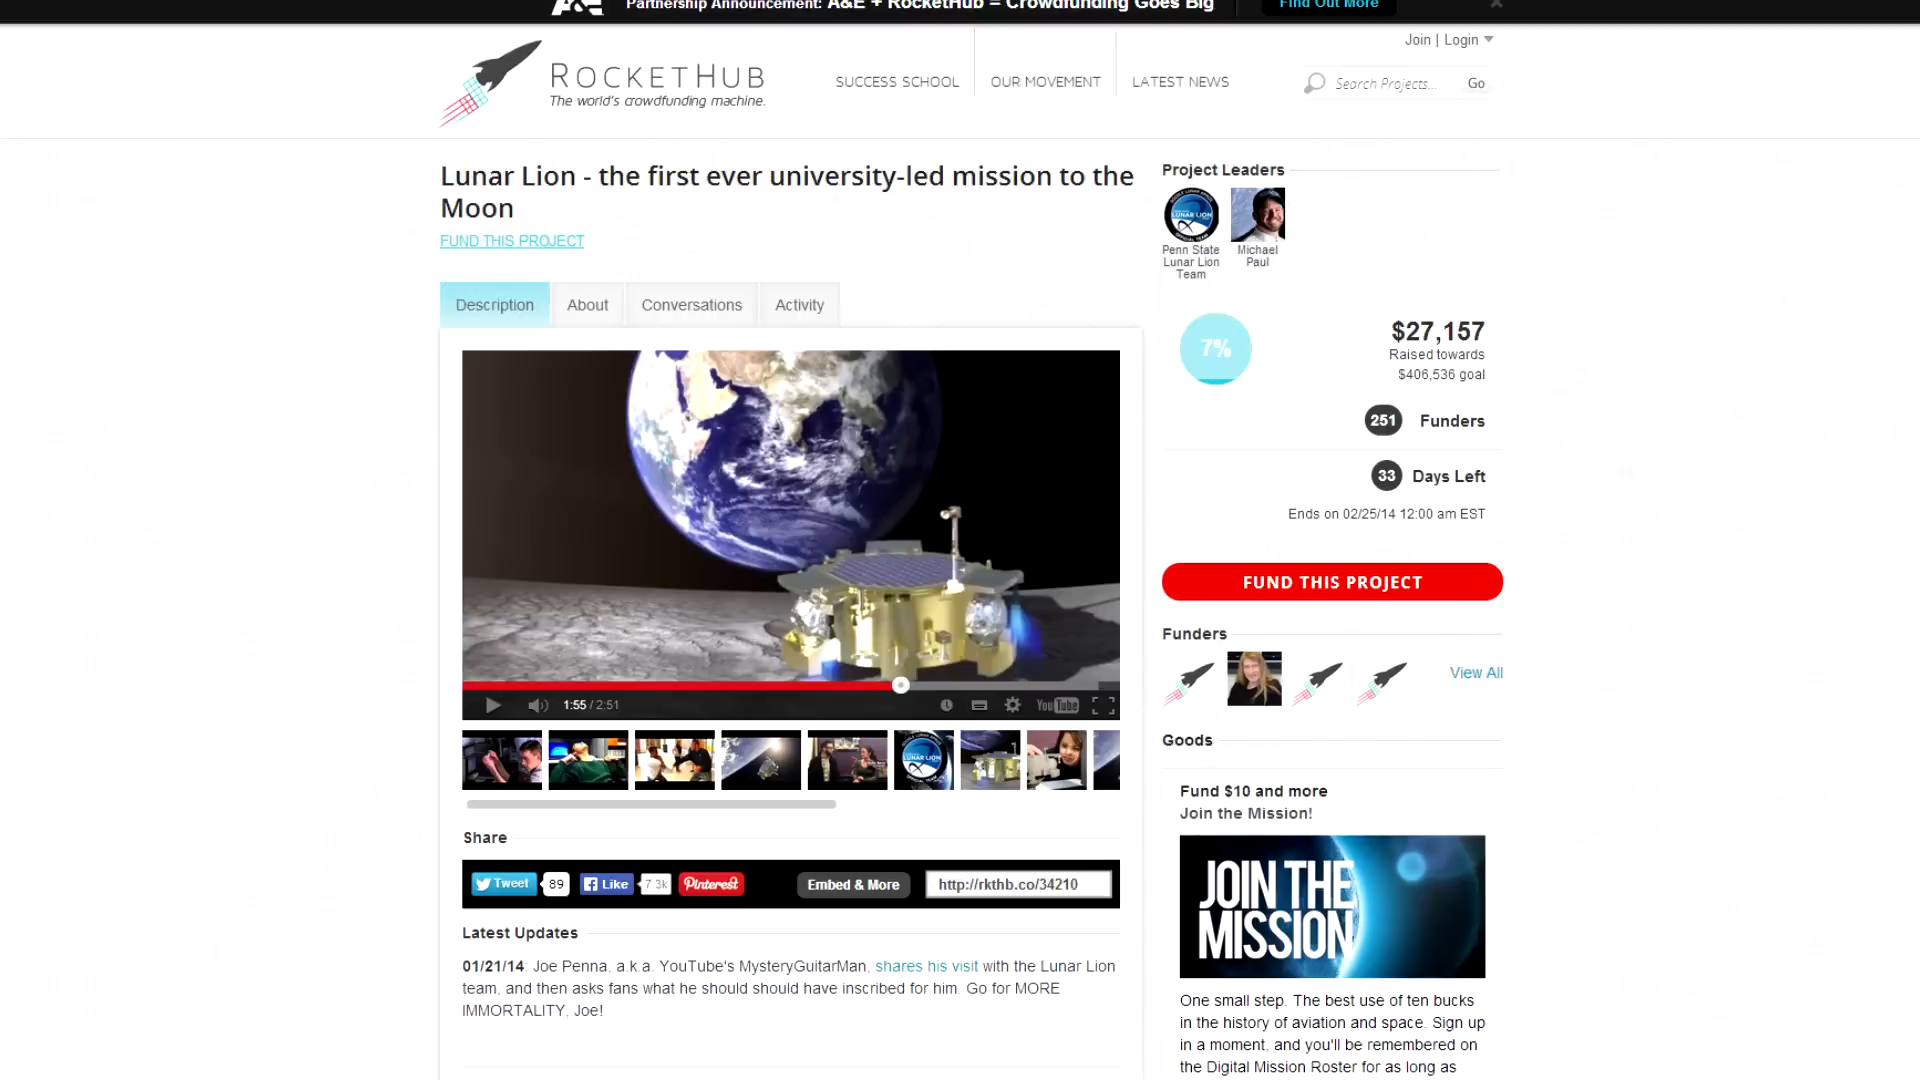 A&E Partnership Announcement: A&E + RocketHub = Crowdfunding Goes Big Find Out More
Join | Login
ROCKETHUB
The world's crowdfunding machine.
SUCCESS SCHOOL OUR MOVEMENT LATEST NEWS
Search Projects... Go
Lunar Lion - the first ever university-led mission to the
Moon
FUND THIS PROJECT
Description About Conversations Activity
1:55 / 2:51 YouTube
LUNAR LION
Share
Tweet 89 Like 7.3k Pinterest Embed & More http://rkthb.co/34210
Latest Updates
01/21/14: Joe Penna, a.k.a. YouTube's MysteryGuitarMan, shares his visit with the Lunar Lion
team, and then asks fans what he should should have inscribed for him. Go for MORE
IMMORTALITY, Joe!
Project Leaders
LUNAR LION
Penn State
Lunar Lion
Team
Michael
Paul
7%
$27,157
Raised towards
$406,536 goal
251 Funders
33 Days Left
Ends on 02/25/14 12:00 am EST
FUND THIS PROJECT
Funders
View All
Goods
Fund $10 and more
Join the Mission!
JOIN THE
MISSION
One small step. The best use of ten bucks
in the history of aviation and space. Sign up
in a moment, and you'll be remembered on
the Digital Mission Roster for as long as